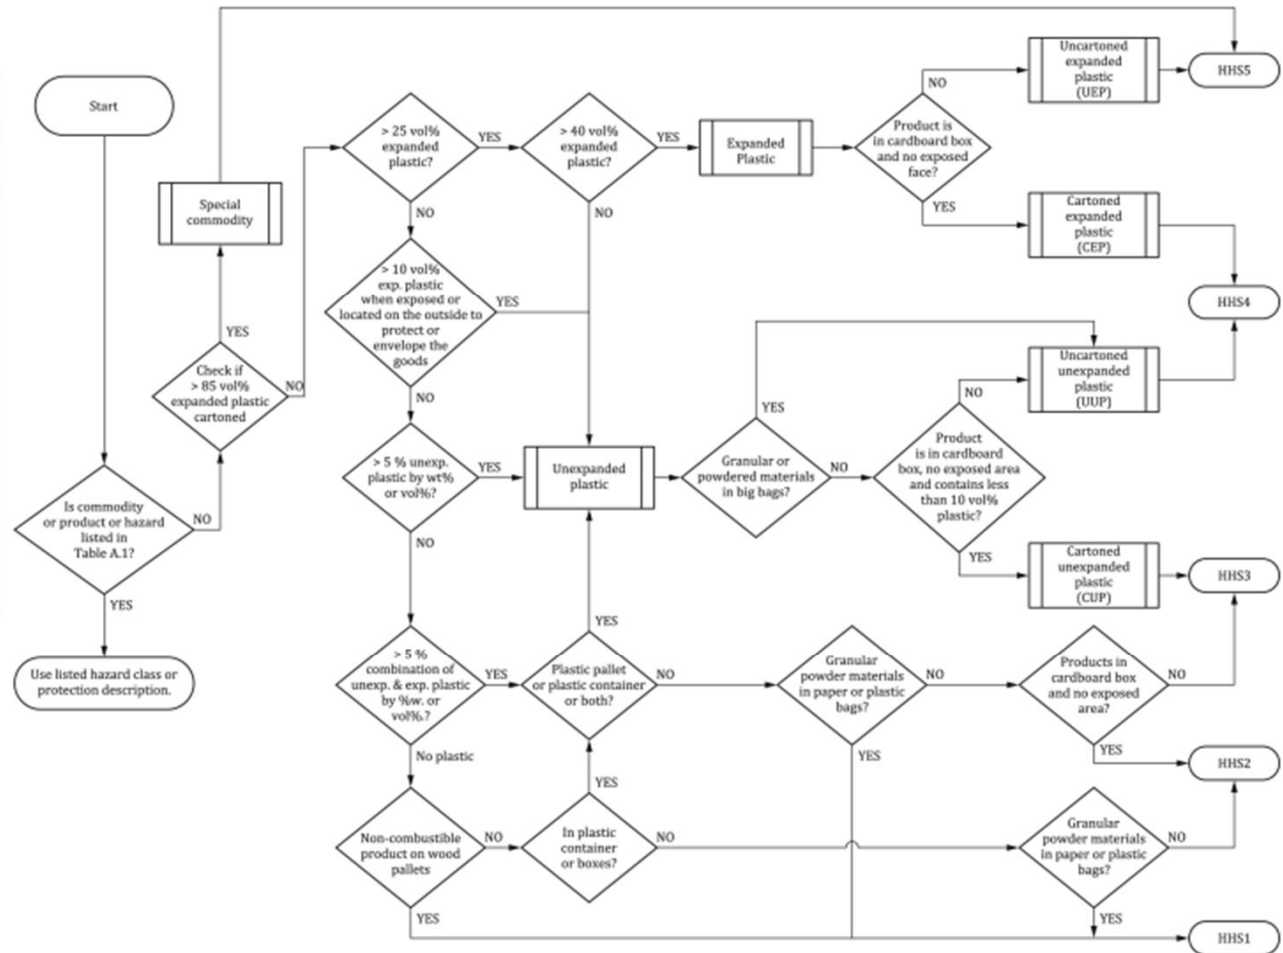 Start
Is commodity
or product or hazard
listed in
Table A.1?
NO
YES
Use listed hazard class or
protection description.
Check if
> 85 vol%
expanded plastic
cartoned
YES
NO
Special
commodity
> 25 vol%
expanded
plastic?
YES
NO
> 40 vol%
expanded
plastic?
YES
NO
Expanded
Plastic
Product is
in cardboard box
and no exposed
face?
NO
YES
Uncartoned
expanded
plastic
(UEP)
HHS5
Cartoned
expanded
plastic
(CEP)
HHS4
> 10 vol%
exp. plastic
when exposed or
located on the outside to
protect or
envelope the
goods
YES
NO
> 5 % unexp.
plastic by wt%
or vol%?
YES
NO
Unexpanded
plastic
Granular or
powdered materials
in big bags?
YES
NO
Product
is in cardboard
box, no exposed area
and contains less
than 10 vol%
plastic?
NO
YES
Uncartoned
unexpanded
plastic
(UUP)
Cartoned
unexpanded
plastic
(CUP)
HHS3
> 5 %
combination of
unexp. & exp. plastic
by %w. or
vol%.?
YES
No plastic
Plastic pallet
or plastic container
or both?
YES
NO
Granular
powder materials
in paper or plastic
bags?
NO
YES
Products in
cardboard box
and no exposed
area?
NO
YES
HHS2
Non-combustible
product on wood
pallets
NO
YES
In plastic
container
or boxes?
YES
NO
Granular
powder materials
in paper or plastic
bags?
NO
YES
HHS1